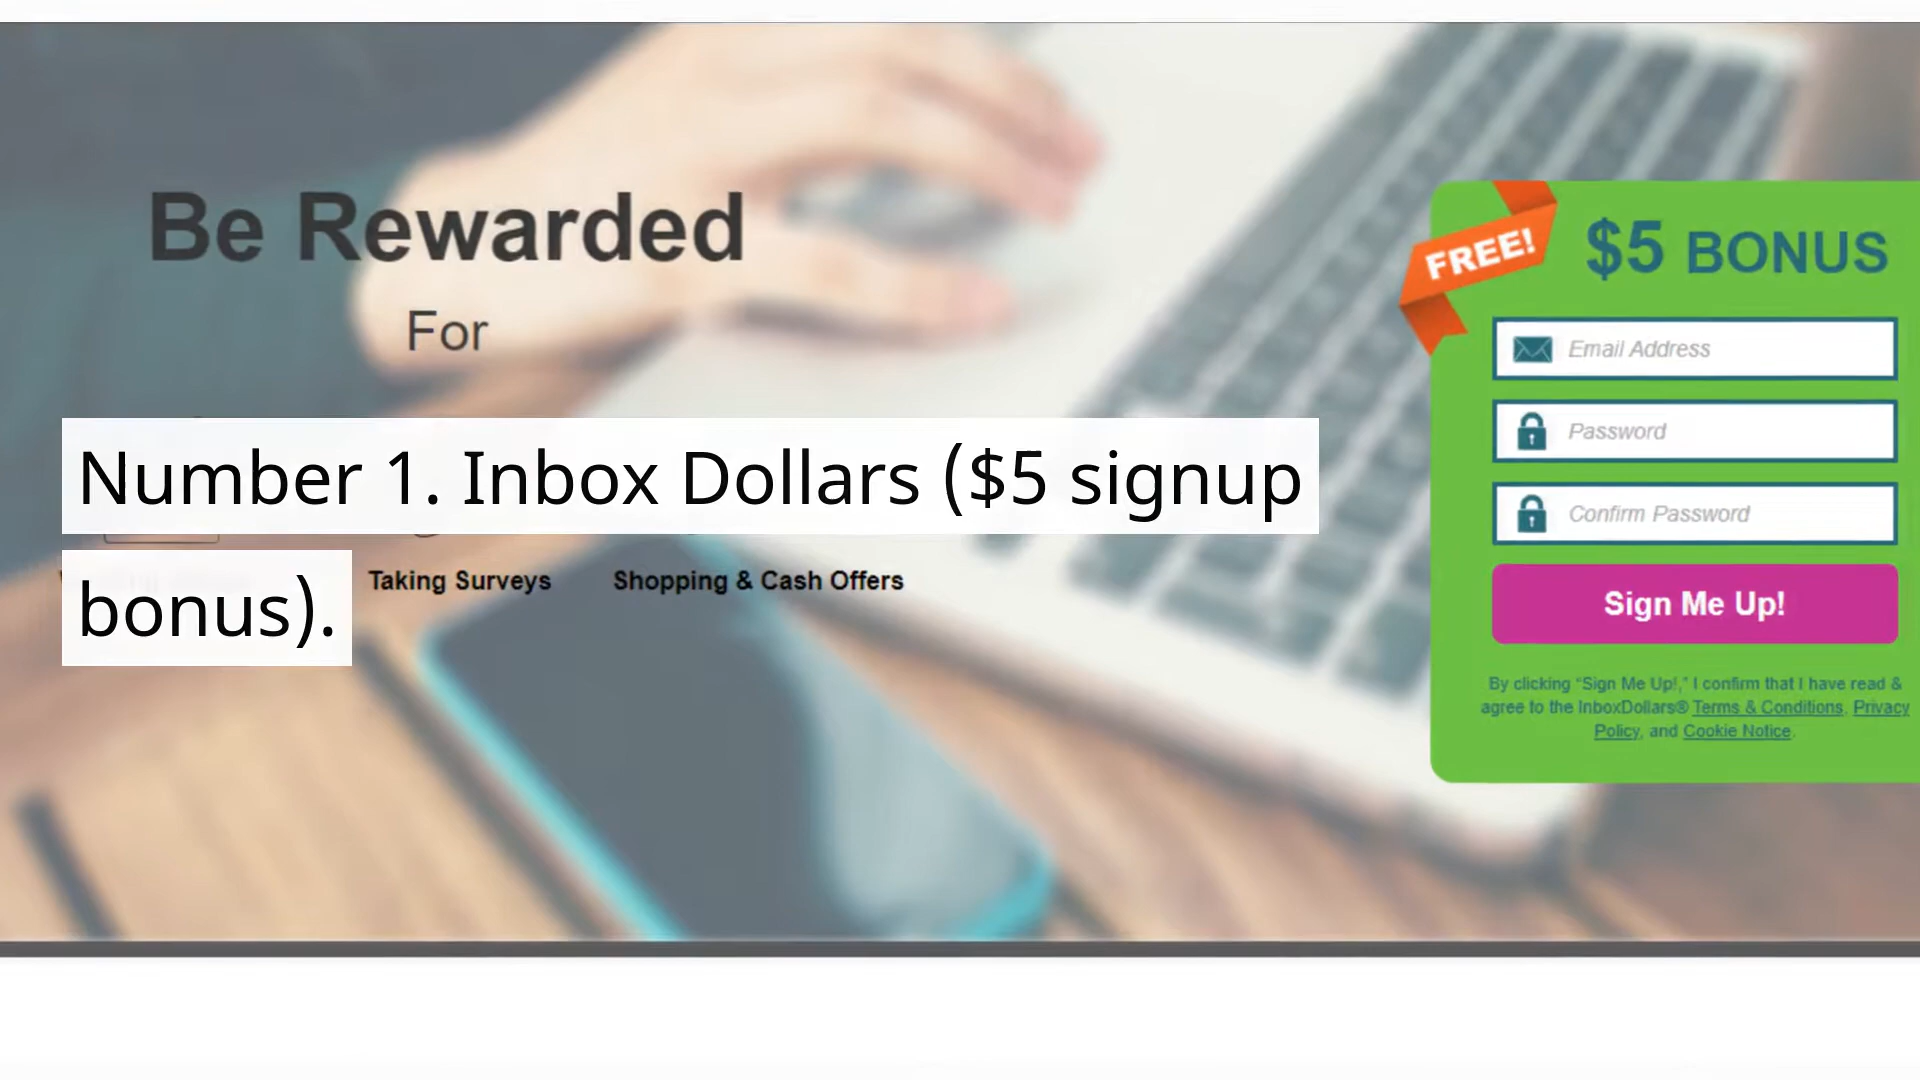 Be Rewarded
For
Number 1. Inbox Dollars ($5 signup
bonus).
Taking Surveys
Shopping & Cash Offers
FREE!
$5 BONUS
Email Address
Password
Confirm Password
Sign Me Up!
By clicking “Sign Me Up!,” I confirm that I have read &
agree to the InboxDollars® Terms & Conditions, Privacy
Policy, and Cookie Notice.